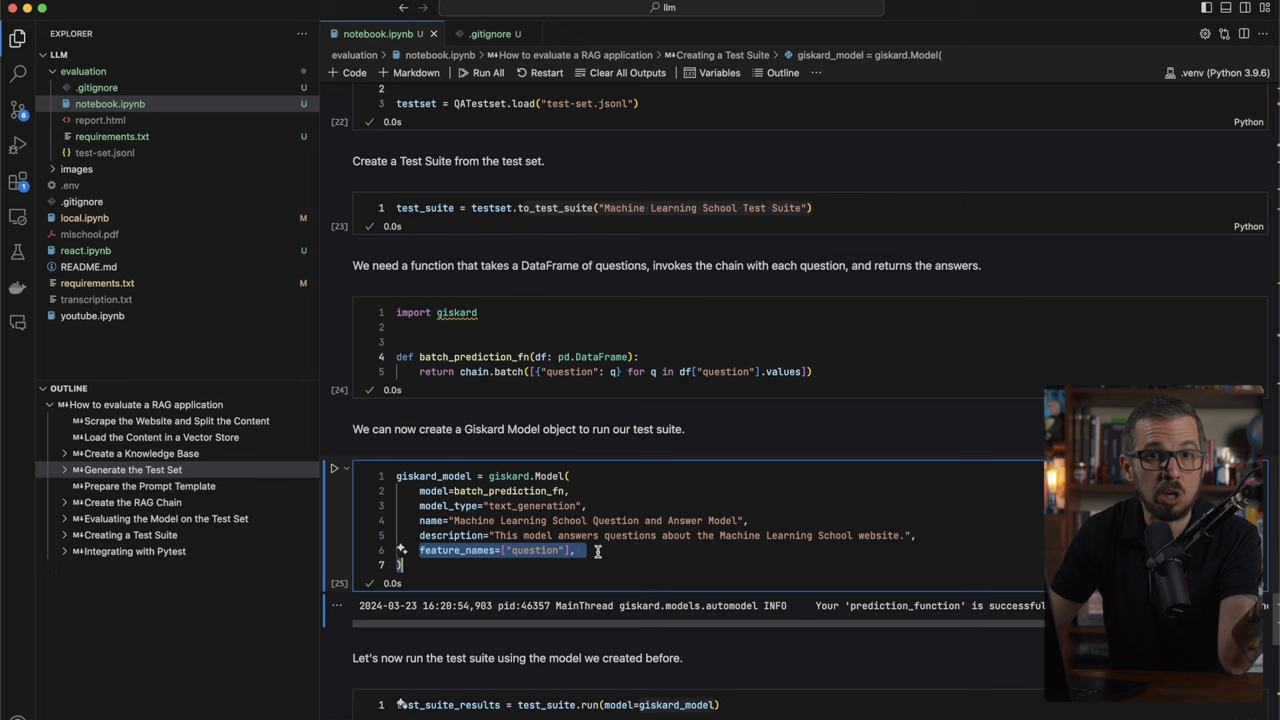 llm
EXPLORER
LLM
evaluation
.gitignore U
notebook.ipynb U
report.html
requirements.txt U
test-set.jsonl
images
.env
.gitignore
local.ipynb M
mlschool.pdf
react.ipynb U
README.md
requirements.txt M
transcription.txt
youtube.ipynb
OUTLINE
How to evaluate a RAG application
Scrape the Website and Split the Content
Load the Content in a Vector Store
Create a Knowledge Base
Generate the Test Set
Prepare the Prompt Template
Create the RAG Chain
Evaluating the Model on the Test Set
Creating a Test Suite
Integrating with Pytest
6
1
notebook.ipynb U
.gitignore U
evaluation > notebook.ipynb > How to evaluate a RAG application > Creating a Test Suite > giskard_model = giskard.Model(
+ Code + Markdown Run All Restart Clear All Outputs Variables Outline ...
.venv (Python 3.9.6)
2
3 testset = QATestset.load("test-set.jsonl")
[22] 0.0s Python
Create a Test Suite from the test set.
1 test_suite = testset.to_test_suite("Machine Learning School Test Suite")
[23] 0.0s Python
We need a function that takes a DataFrame of questions, invokes the chain with each question, and returns the answers.
1 import giskard
2
3
4 def batch_prediction_fn(df: pd.DataFrame):
5 return chain.batch([{"question": q} for q in df["question"].values])
[24] 0.0s
We can now create a Giskard Model object to run our test suite.
1 giskard_model = giskard.Model(
2 model=batch_prediction_fn,
3 model_type="text_generation",
4 name="Machine Learning School Question and Answer Model",
5 description="This model answers questions about the Machine Learning School website.",
6 feature_names=["question"],
7 )
[25] 0.0s
... 2024-03-23 16:20:54,903 pid:46357 MainThread giskard.models.automodel INFO Your 'prediction_function' is successful
Let's now run the test suite using the model we created before.
1 test_suite_results = test_suite.run(model=giskard_model)